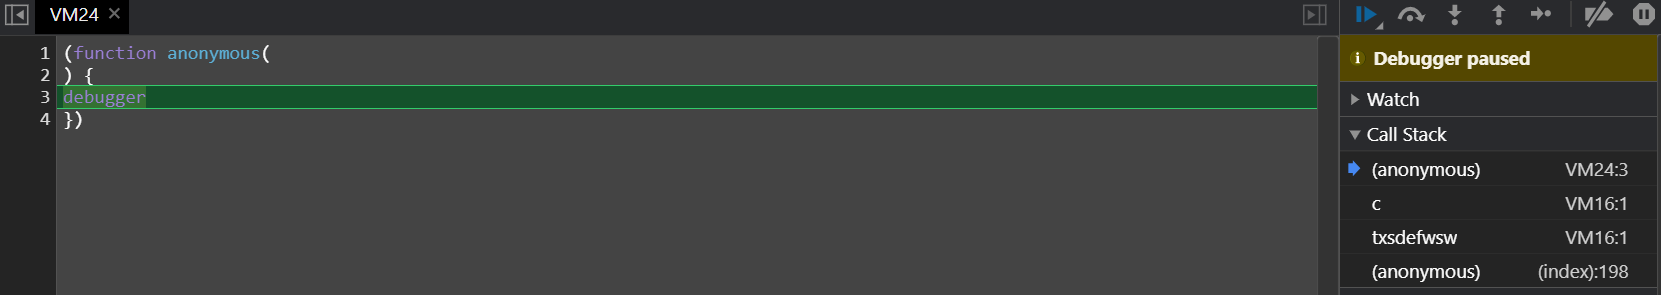 VM24 ×
1 (function anonymous(
2 ) {
3 debugger
4 })
Debugger paused
Watch
Call Stack
(anonymous) VM24:3
c VM16:1
txsdefwsw VM16:1
(anonymous) (index):198